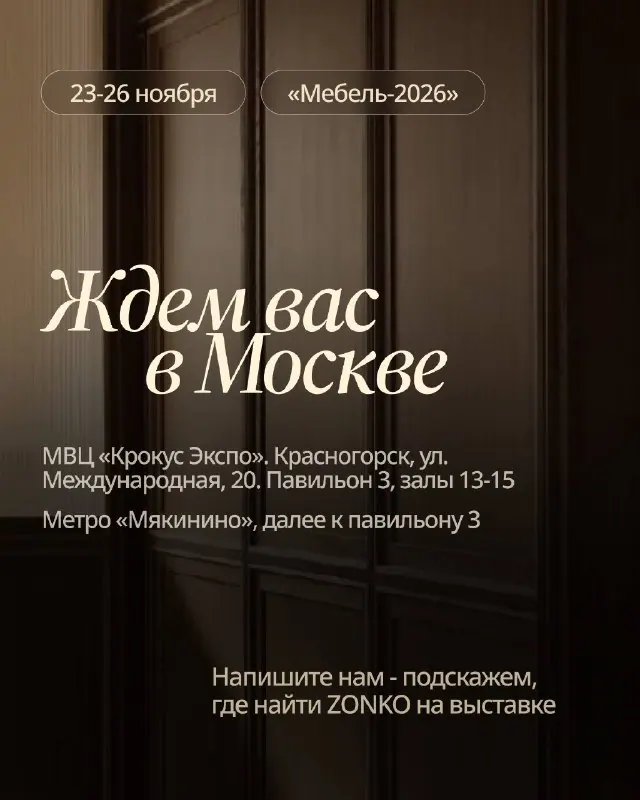 23-26 ноября
«Мебель-2026»
Ждем вас
в Москве
МВЦ «Крокус Экспо». Красногорск, ул.
Международная, 20. Павильон 3, залы 13-15
Метро «Мякинино», далее к павильону 3
Напишите нам - подскажем,
где найти ZONKO на выставке